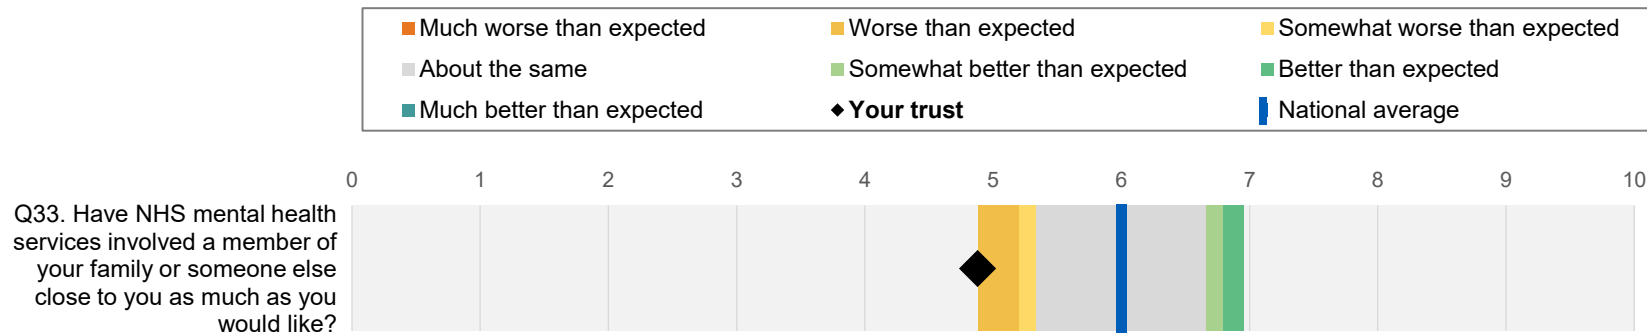 Much worse than expected
Worse than expected
Somewhat worse than expected
About the same
Somewhat better than expected
Better than expected
Much better than expected
Your trust
National average
0 1 2 3 4 5 6 7 8 9 10
Q33. Have NHS mental health
services involved a member of
your family or someone else
close to you as much as you
would like?